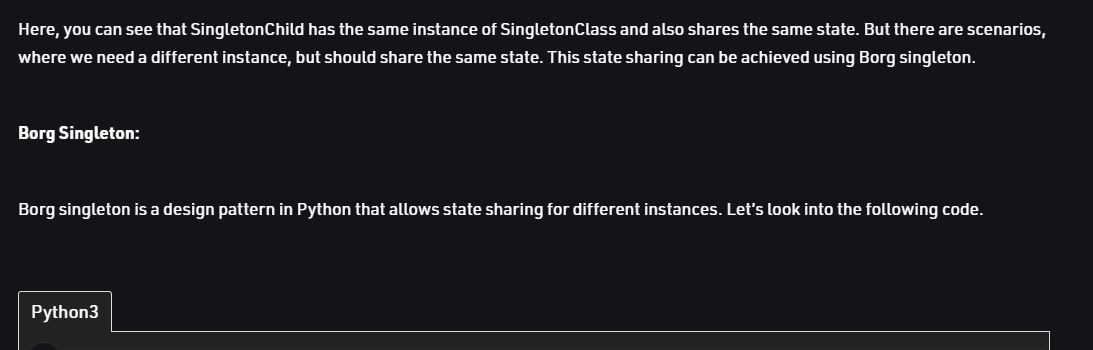 Here, you can see that SingletonChild has the same instance of SingletonClass and also shares the same state. But there are scenarios,
where we need a different instance, but should share the same state. This state sharing can be achieved using Borg singleton.
Borg Singleton:
Borg singleton is a design pattern in Python that allows state sharing for different instances. Let's look into the following code.
Python3